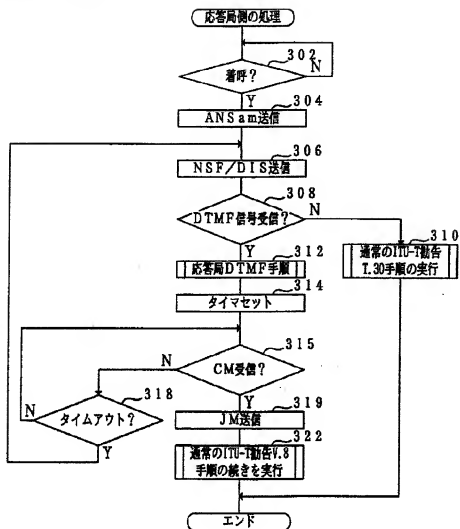 応答局側の処理
302
着呼?
N
Y
304
ANSam送信
306
NSF/DIS送信
308
DTMF信号受信?
N
Y
310
通常のITU-T勧告
T.30手順の実行
312
応答局DTMF手順
314
タイマセット
315
CM受信?
N
Y
318
タイムアウト?
N
Y
319
JM送信
322
通常のITU-T勧告V.8
手順の続きを実行
エンド